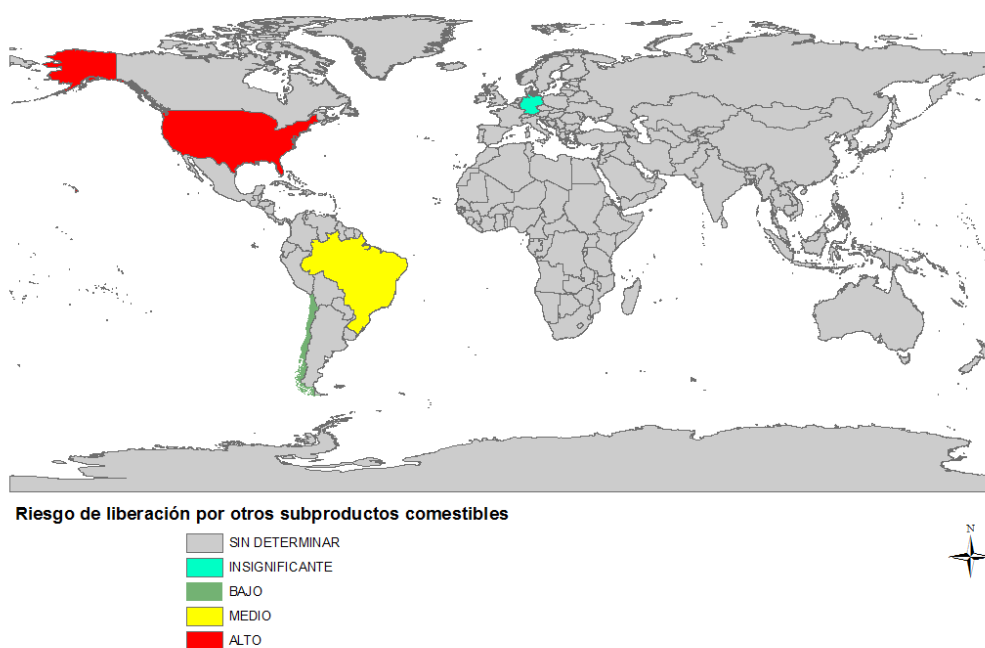 Riesgo de liberación por otros subproductos comestibles
SIN DETERMINAR
INSIGNIFICANTE
BAJO
MEDIO
ALTO
N